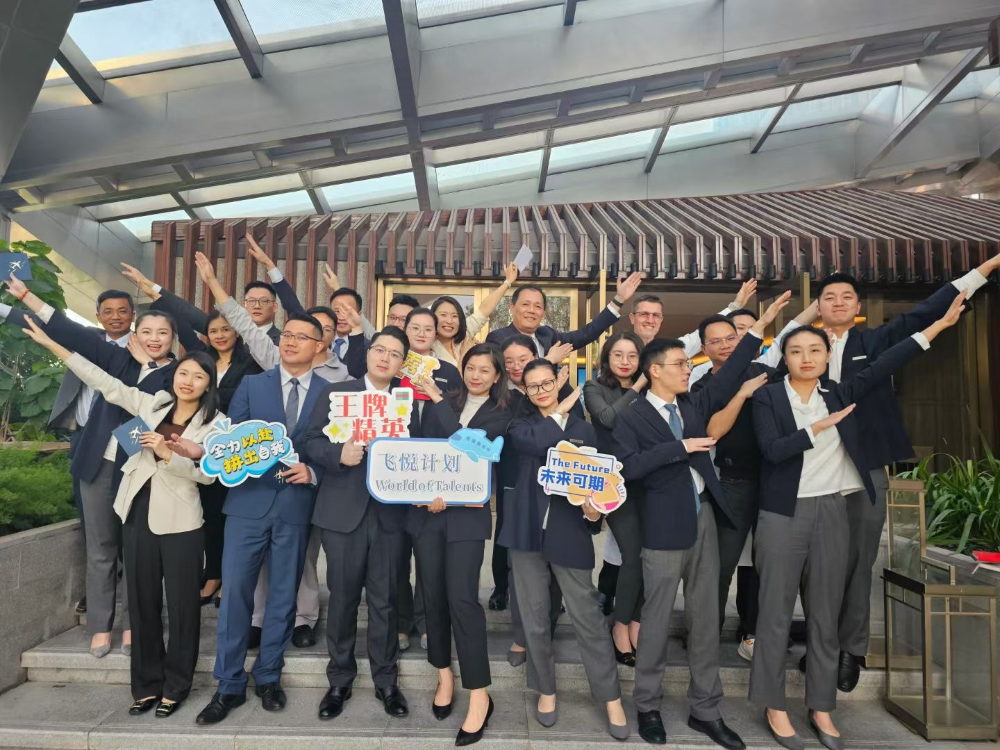 全力以赴
拼出自我
王牌
精英
飞悦计划
World of Talents
The Future
未来可期